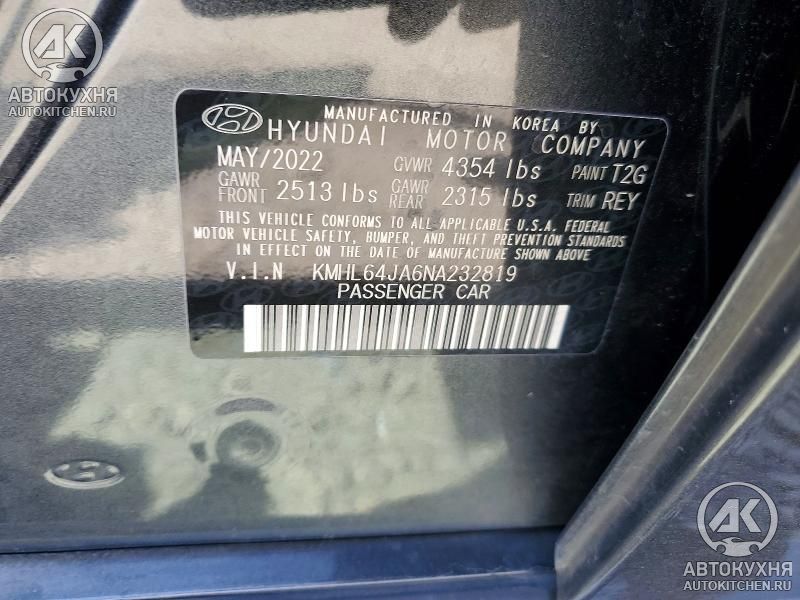 AK
АВТОКУХНЯ
AUTOKITCHEN.RU
MANUFACTURED IN KOREA BY
HYUNDAI MOTOR COMPANY
MAY/2022 GVWR 4354 lbs PAINT T2G
GAWR FRONT 2513 lbs GAWR REAR 2315 lbs TRIM REY
THIS VEHICLE CONFORMS TO ALL APPLICABLE U.S.A. FEDERAL
MOTOR VEHICLE SAFETY, BUMPER, AND THEFT PREVENTION STANDARDS
IN EFFECT ON THE DATE OF MANUFACTURE SHOWN ABOVE
V.I.N KMHL64JA6NA232819
PASSENGER CAR
AK
АВТОКУХНЯ
AUTOKITCHEN.RU